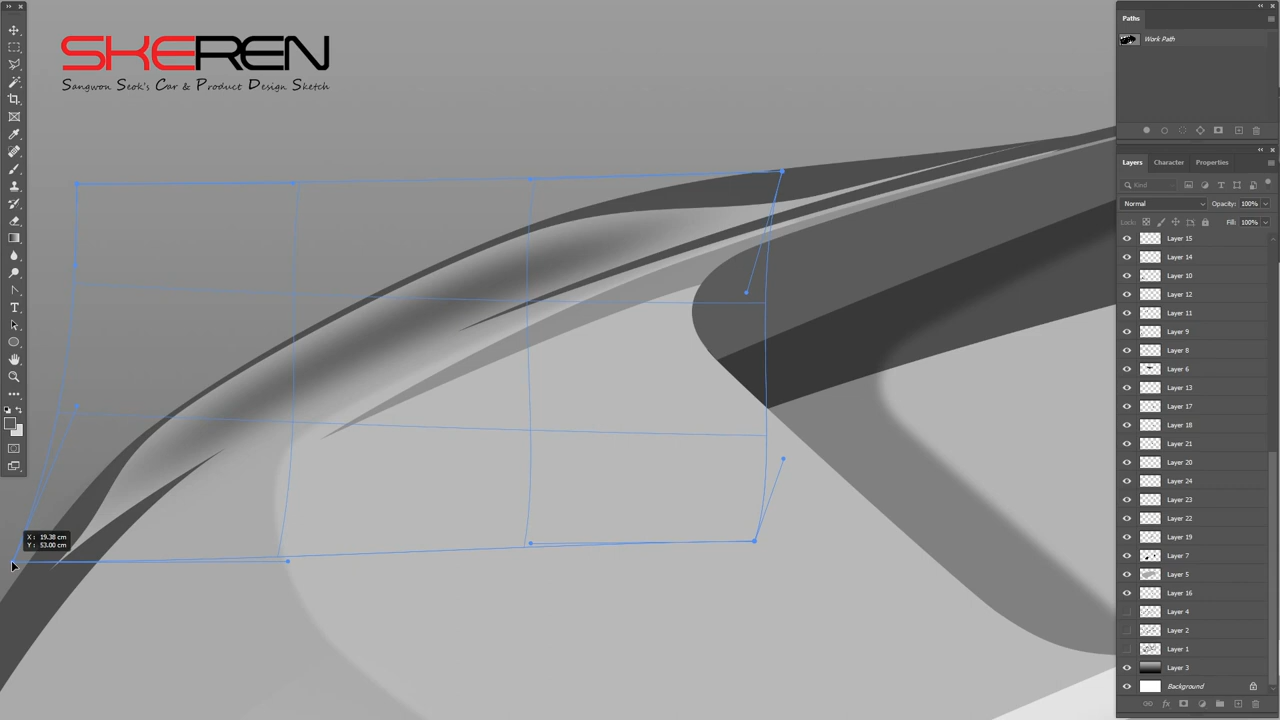 SKEREN
Sangwon Seok's Car & Product Design Sketch
Paths
Work Path
Layers Character Properties
Kind
Normal Opacity: 100%
Lock: Fill: 100%
Layer 15
Layer 14
Layer 10
Layer 12
Layer 11
Layer 9
Layer 8
Layer 6
Layer 13
Layer 17
Layer 18
Layer 21
Layer 20
Layer 24
Layer 23
Layer 22
Layer 19
Layer 7
Layer 5
Layer 16
Layer 4
Layer 2
Layer 1
Layer 3
Background
X: 19.38 cm
Y: 53.00 cm